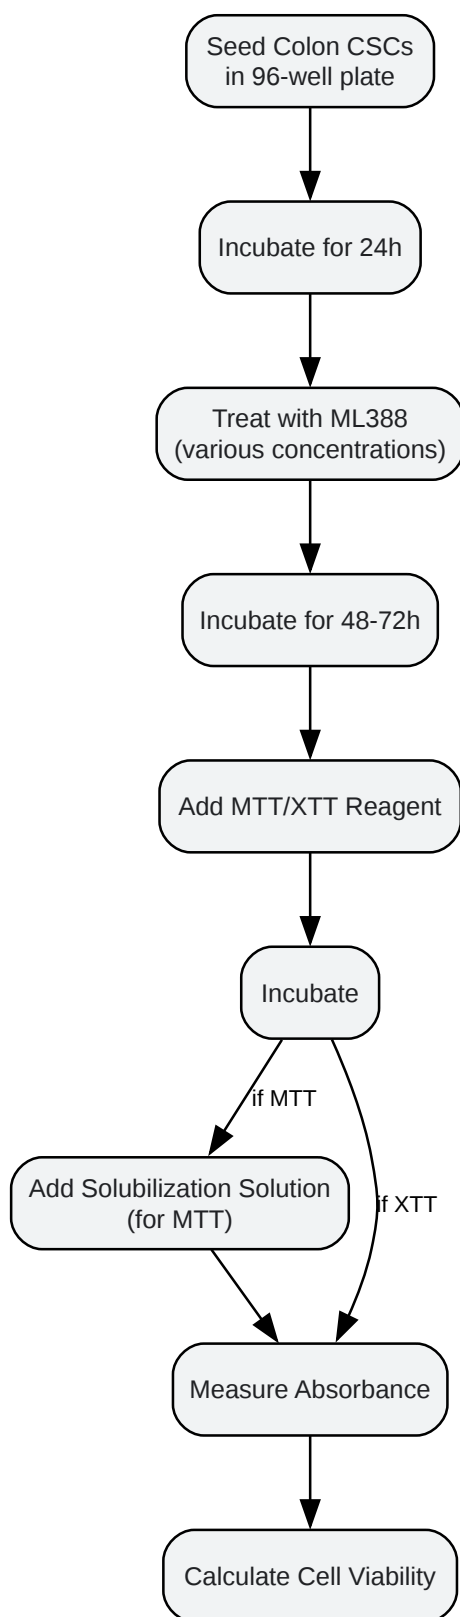 Seed Colon CSCs
in 96-well plate
Incubate for 24h
Treat with ML388
(various concentrations)
Incubate for 48-72h
Add MTT/XTT Reagent
Incubate
if MTT
Add Solubilization Solution
(for MTT)
if XTT
Measure Absorbance
Calculate Cell Viability